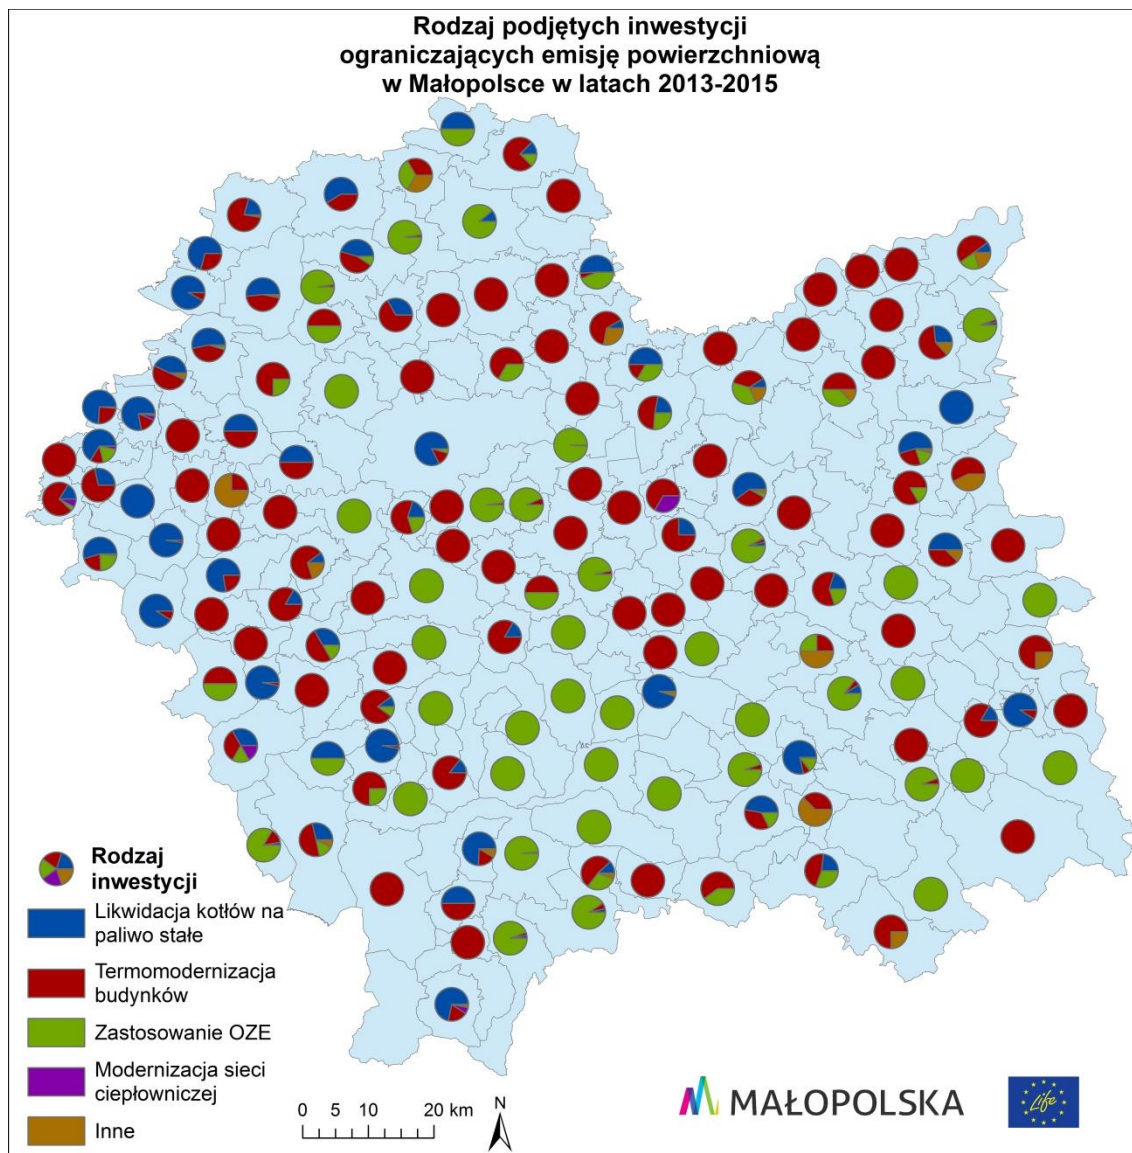 Rodzaj podjętych inwestycji
ograniczających emisję powierzchniową
w Małopolsce w latach 2013-2015
Rodzaj
inwestycji
Likwidacja kotłów na
paliwo stałe
Termomodernizacja
budynków
Zastosowanie OZE
Modernizacja sieci
ciepłowniczej
Inne
0 5 10 20 km
N
MAŁOPOLSKA
Life